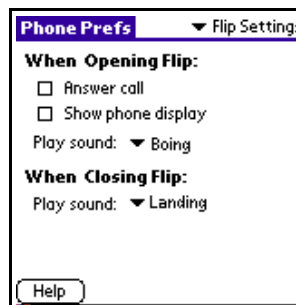 Phone Prefs
Flip Setting
When Opening Flip:
Answer call
Show phone display
Play sound: Boing
When Closing Flip:
Play sound: Landing
Help